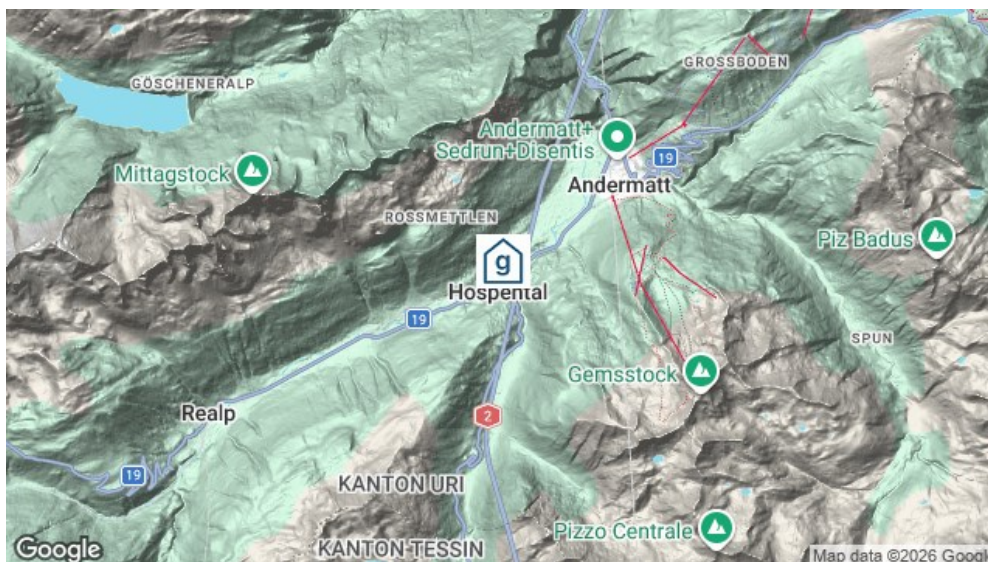 GÖSCHENERALP
GROSSBODEN
Andermatt+
Sedrun+Disentis
19
Mittagstock
Andermatt
ROSSMETTLEN
Piz Badus
g
Hospental
19
SPUN
Gemsstock
Realp
2
19
KANTON URI
Pizzo Centrale
KANTON TESSIN
Google
Map data ©2026 Googl